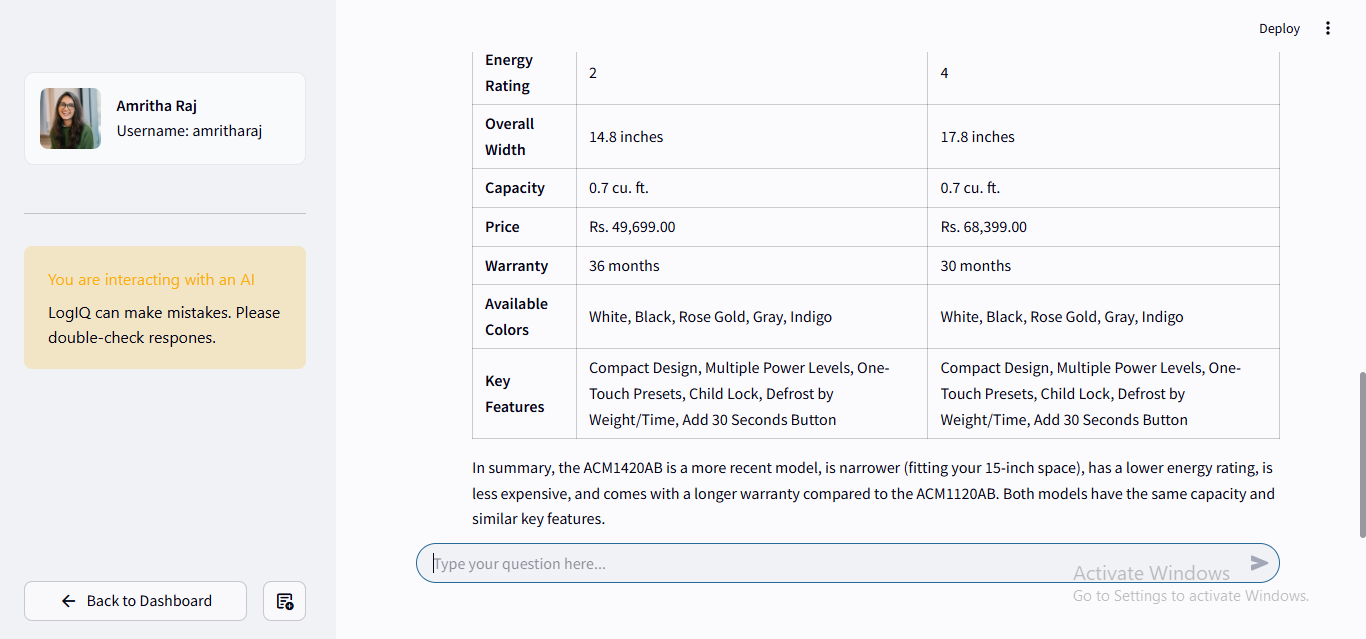 Deploy
Amritha Raj
Username: amritharaj
You are interacting with an AI
LogIQ can make mistakes. Please
double-check respones.
Back to Dashboard
Energy
Rating
2
4
Overall
Width
14.8 inches
17.8 inches
Capacity
0.7 cu. ft.
0.7 cu. ft.
Price
Rs. 49,699.00
Rs. 68,399.00
Warranty
36 months
30 months
Available
Colors
White, Black, Rose Gold, Gray, Indigo
White, Black, Rose Gold, Gray, Indigo
Key
Features
Compact Design, Multiple Power Levels, One-
Touch Presets, Child Lock, Defrost by
Weight/Time, Add 30 Seconds Button
Compact Design, Multiple Power Levels, One-
Touch Presets, Child Lock, Defrost by
Weight/Time, Add 30 Seconds Button
In summary, the ACM1420AB is a more recent model, is narrower (fitting your 15-inch space), has a lower energy rating, is
less expensive, and comes with a longer warranty compared to the ACM1120AB. Both models have the same capacity and
similar key features.
Type your question here...
Activate Windows
Go to Settings to activate Windows.